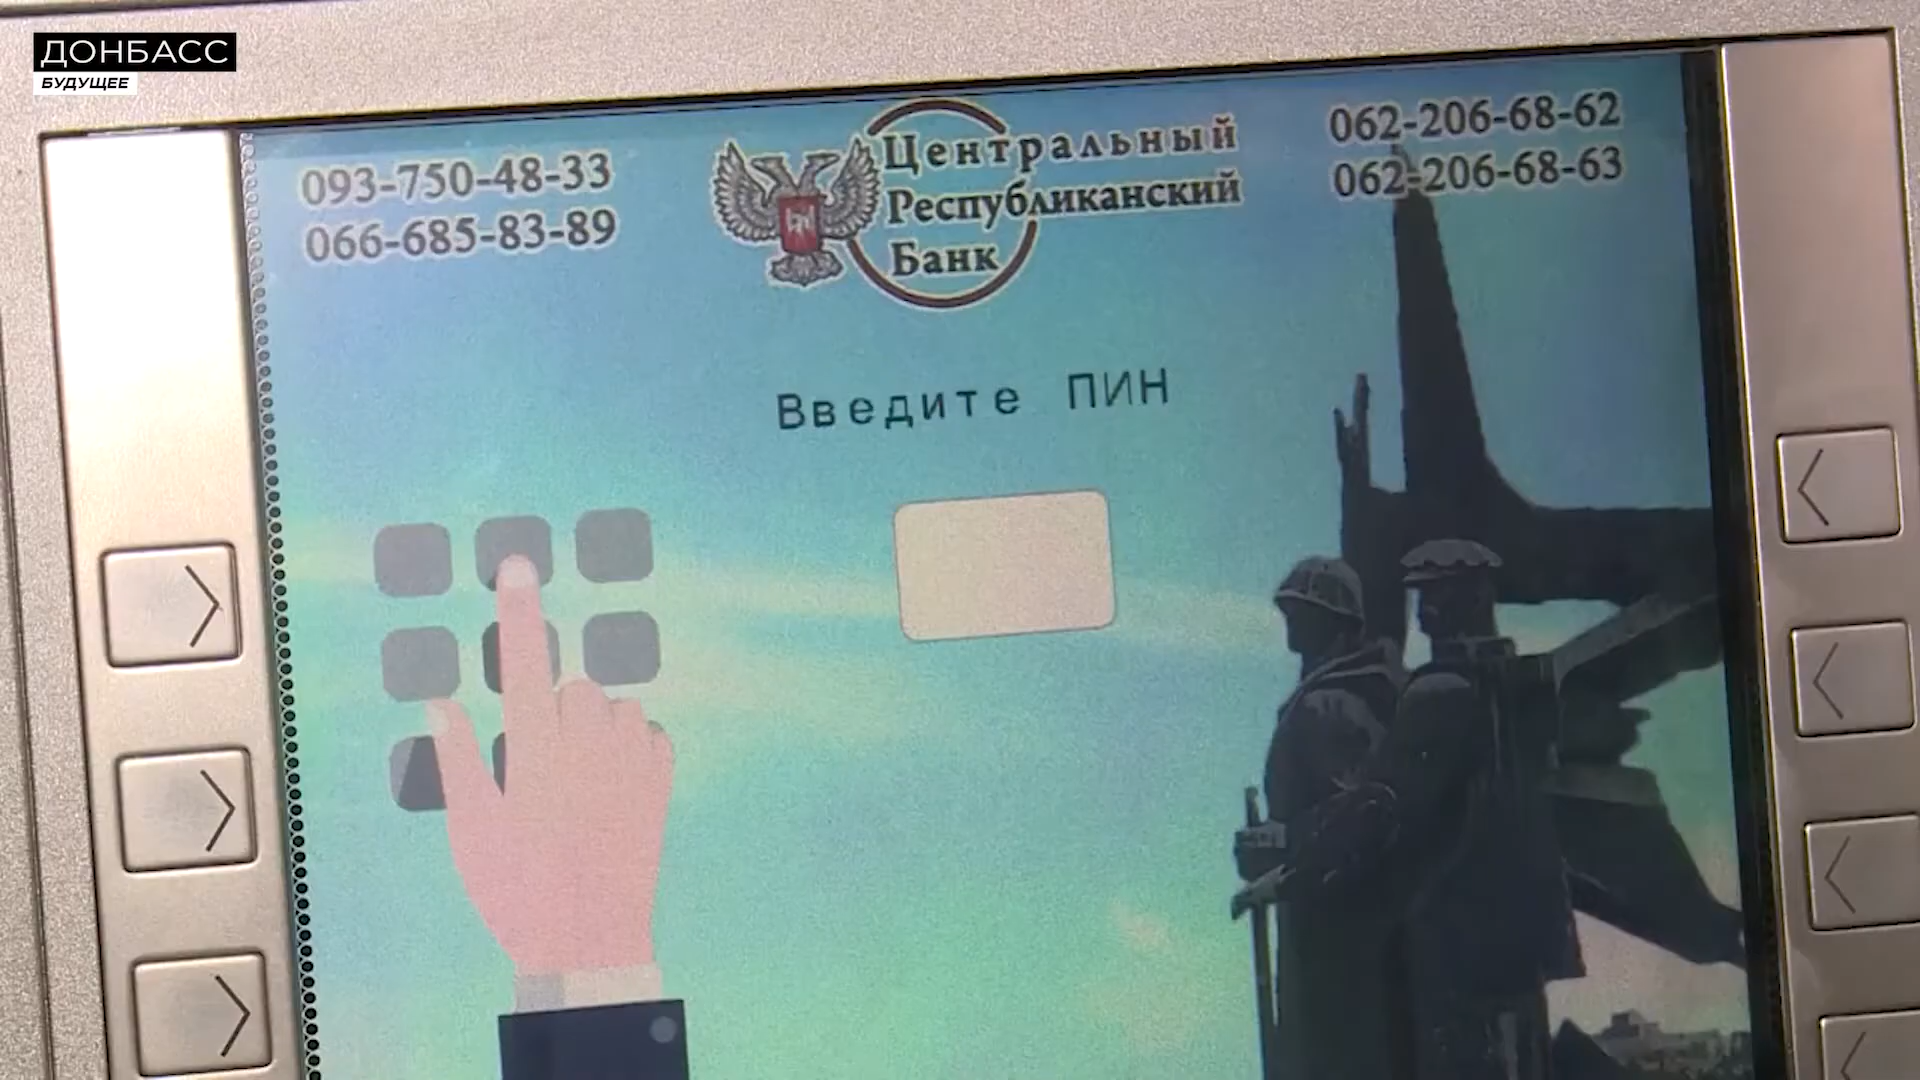 ДОНБАСС
БУДУЩЕЕ
093-750-48-33
066-685-83-89
Центральный
Республиканский
Банк
062-206-68-62
062-206-68-63
Введите ПИН